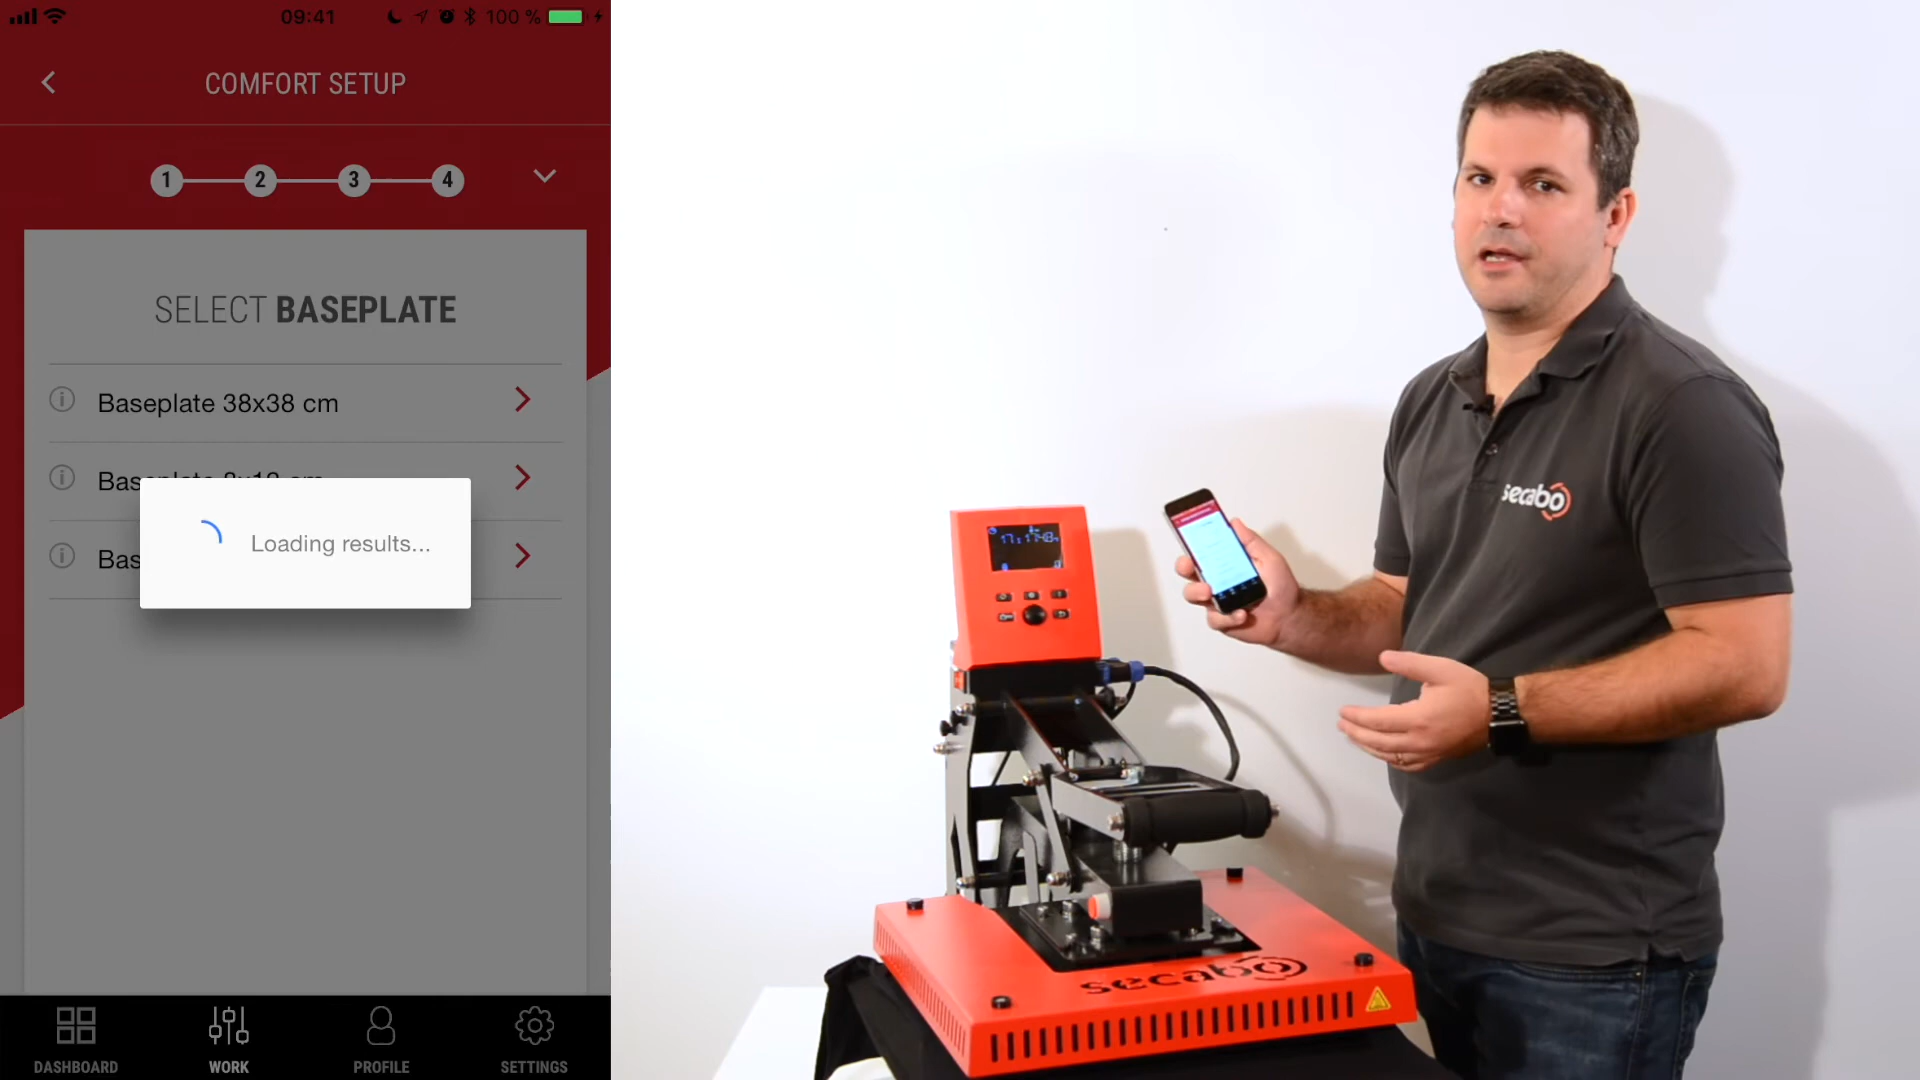 09:41
100 %
COMFORT SETUP
1
2
3
4
SELECT BASEPLATE
Baseplate 38x38 cm
Bas
Bas
Loading results...
DASHBOARD
WORK
PROFILE
SETTINGS
secabo
secabo